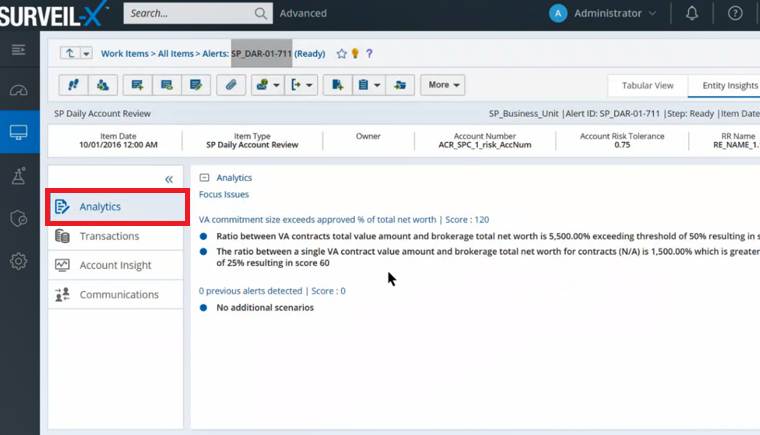 SURVEIL-X
Search...
Advanced
A Administrator
?
Work Items > All Items > Alerts: SP_DAR-01-711 (Ready)
?
More
Tabular View
Entity Insights
SP Daily Account Review
SP_Business_Unit |Alert ID: SP_DAR-01-711 |Step: Ready |Item Date
Item Date
10/01/2016 12:00 AM
Item Type
SP Daily Account Review
Owner
Account Number
ACR_SPC_1_risk_AccNum
Account Risk Tolerance
0.75
RR Name
RE_NAME_1.
Analytics
Transactions
Account Insight
Communications
Analytics
Focus Issues
VA commitment size exceeds approved % of total net worth | Score : 120
Ratio between VA contracts total value amount and brokerage total net worth is 5,500.00% exceeding threshold of 50% resulting in s
The ratio between a single VA contract value amount and brokerage total net worth for contracts (N/A) is 1,500.00% which is greate
of 25% resulting in score 60
0 previous alerts detected | Score : 0
No additional scenarios